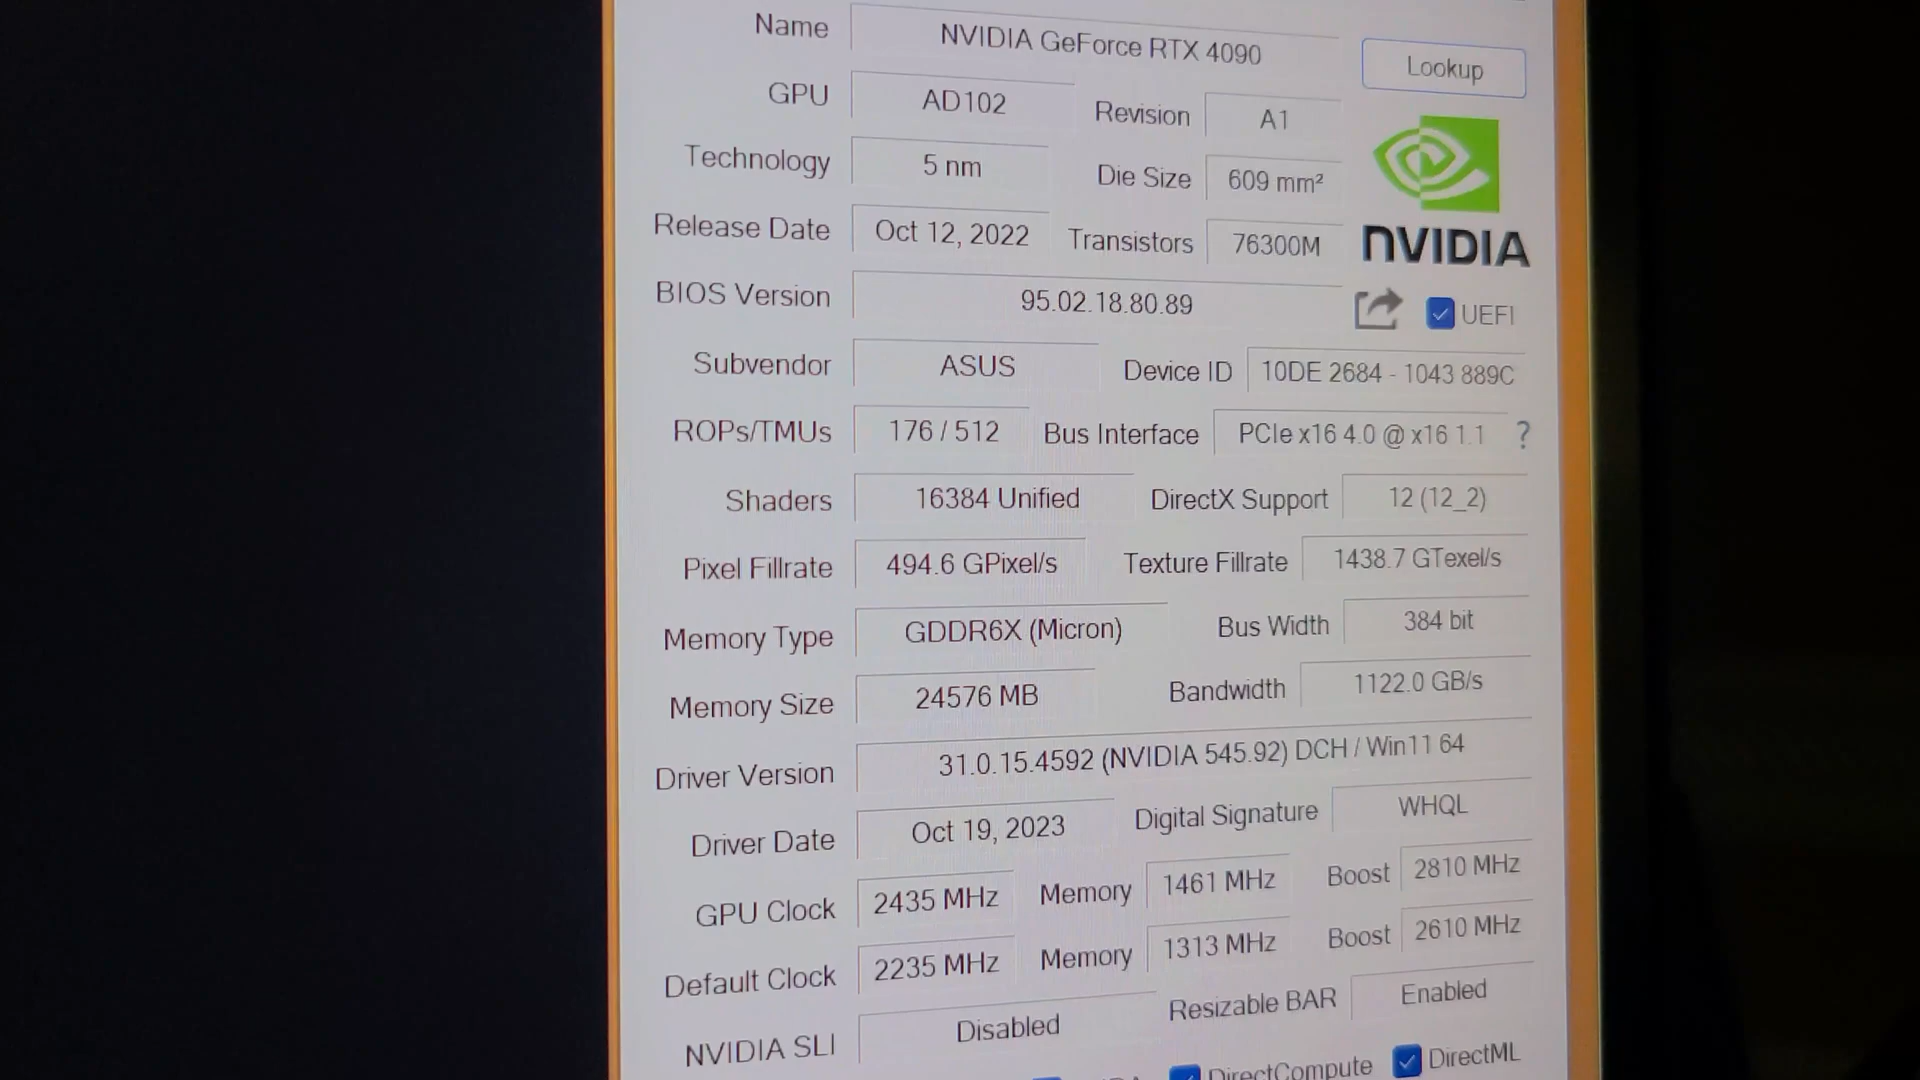 Name NVIDIA GeForce RTX 4090 Lookup
GPU AD102 Revision A1
Technology 5 nm Die Size 609 mm²
Release Date Oct 12, 2022 Transistors 76300M
NVIDIA
BIOS Version 95.02.18.80.89 UEFI
Subvendor ASUS Device ID 10DE 2684 - 1043 889C
ROPs/TMUs 176 / 512 Bus Interface PCIe x16 4.0 @ x16 1.1 ?
Shaders 16384 Unified DirectX Support 12 (12_2)
Pixel Fillrate 494.6 GPixel/s Texture Fillrate 1438.7 GTexel/s
Memory Type GDDR6X (Micron) Bus Width 384 bit
Memory Size 24576 MB Bandwidth 1122.0 GB/s
Driver Version 31.0.15.4592 (NVIDIA 545.92) DCH / Win11 64
Driver Date Oct 19, 2023 Digital Signature WHQL
GPU Clock 2435 MHz Memory 1461 MHz Boost 2810 MHz
Default Clock 2235 MHz Memory 1313 MHz Boost 2610 MHz
NVIDIA SLI Disabled Resizable BAR Enabled
DirectCompute DirectML